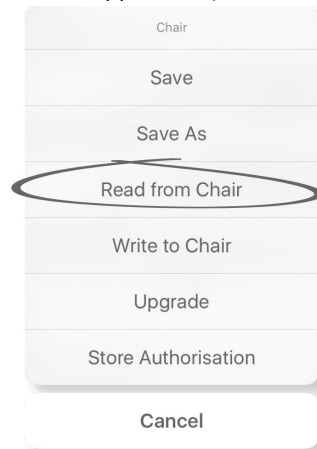 Chair
Save
Save As
Read from Chair
Write to Chair
Upgrade
Store Authorisation
Cancel